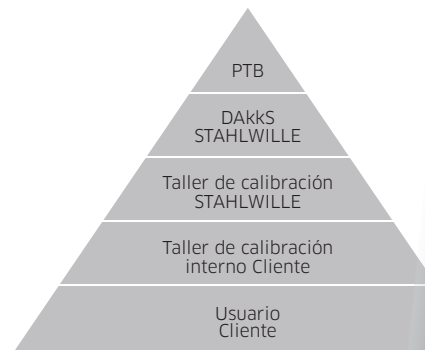 PTB
DAkkS
STAHLWILLE
Taller de calibración
STAHLWILLE
Taller de calibración
interno Cliente
Usuario
Cliente